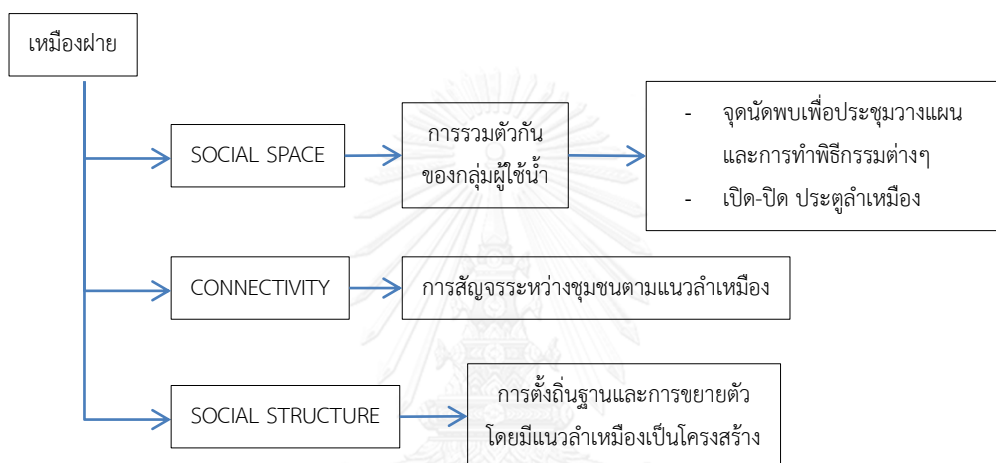 เหมืองฝาย
SOCIAL SPACE
การรวมตัวกัน
ของกลุ่มผู้ใช้น้ำ
- จุดนัดพบเพื่อประชุมวางแผน
และการทำพิธีกรรมต่างๆ
- เปิด-ปิด ประตูลำเหมือง
CONNECTIVITY
การสัญจรระหว่างชุมชนตามแนวลำเหมือง
SOCIAL STRUCTURE
การตั้งถิ่นฐานและการขยายตัว
โดยมีแนวลำเหมืองเป็นโครงสร้าง